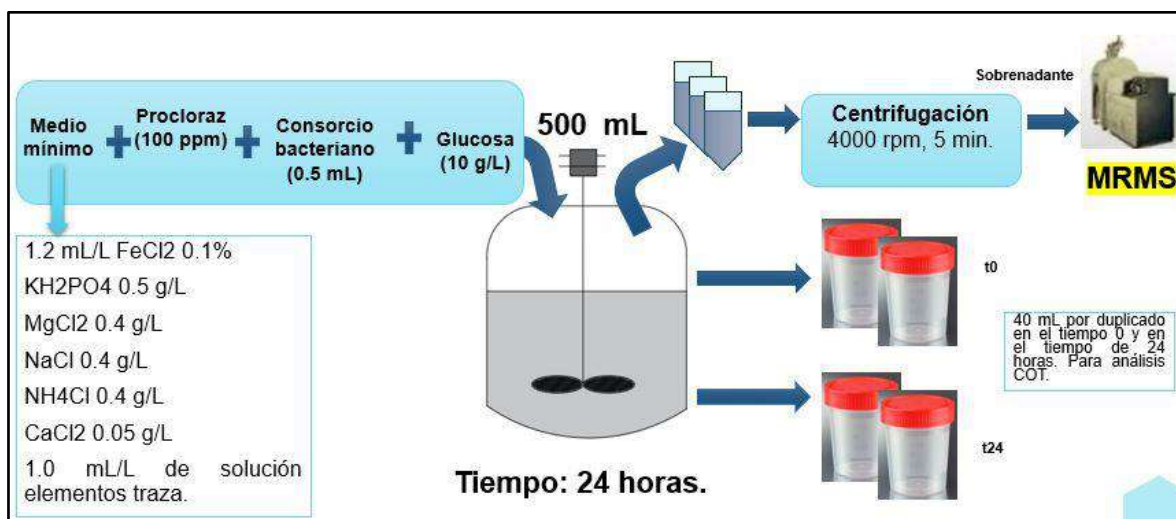 Medio
mínimo
Procloraz
(100 ppm)
Consorcio
bacteriano
(0.5 mL)
Glucosa
(10 g/L)
500 mL
Centrifugación
4000 rpm, 5 min.
Sobrenadante
MRMS
1.2 mL/L FeCl2 0.1%
KH2PO4 0.5 g/L
MgCl2 0.4 g/L
NaCl 0.4 g/L
NH4Cl 0.4 g/L
CaCl2 0.05 g/L
1.0 mL/L de solución
elementos traza.
t0
40 mL por duplicado
en el tiempo 0 y en
el tiempo de 24
horas. Para análisis
COT.
t24
Tiempo: 24 horas.